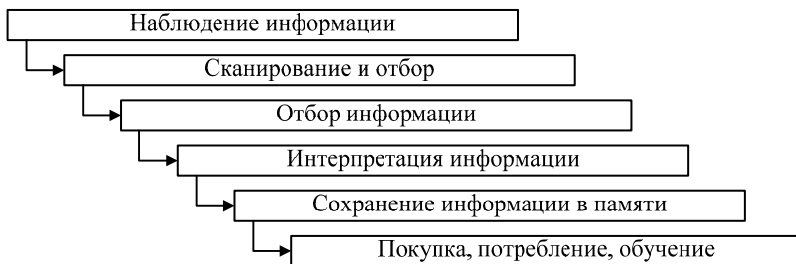 Наблюдение информации
Сканирование и отбор
Отбор информации
Интерпретация информации
Сохранение информации в памяти
Покупка, потребление, обучение